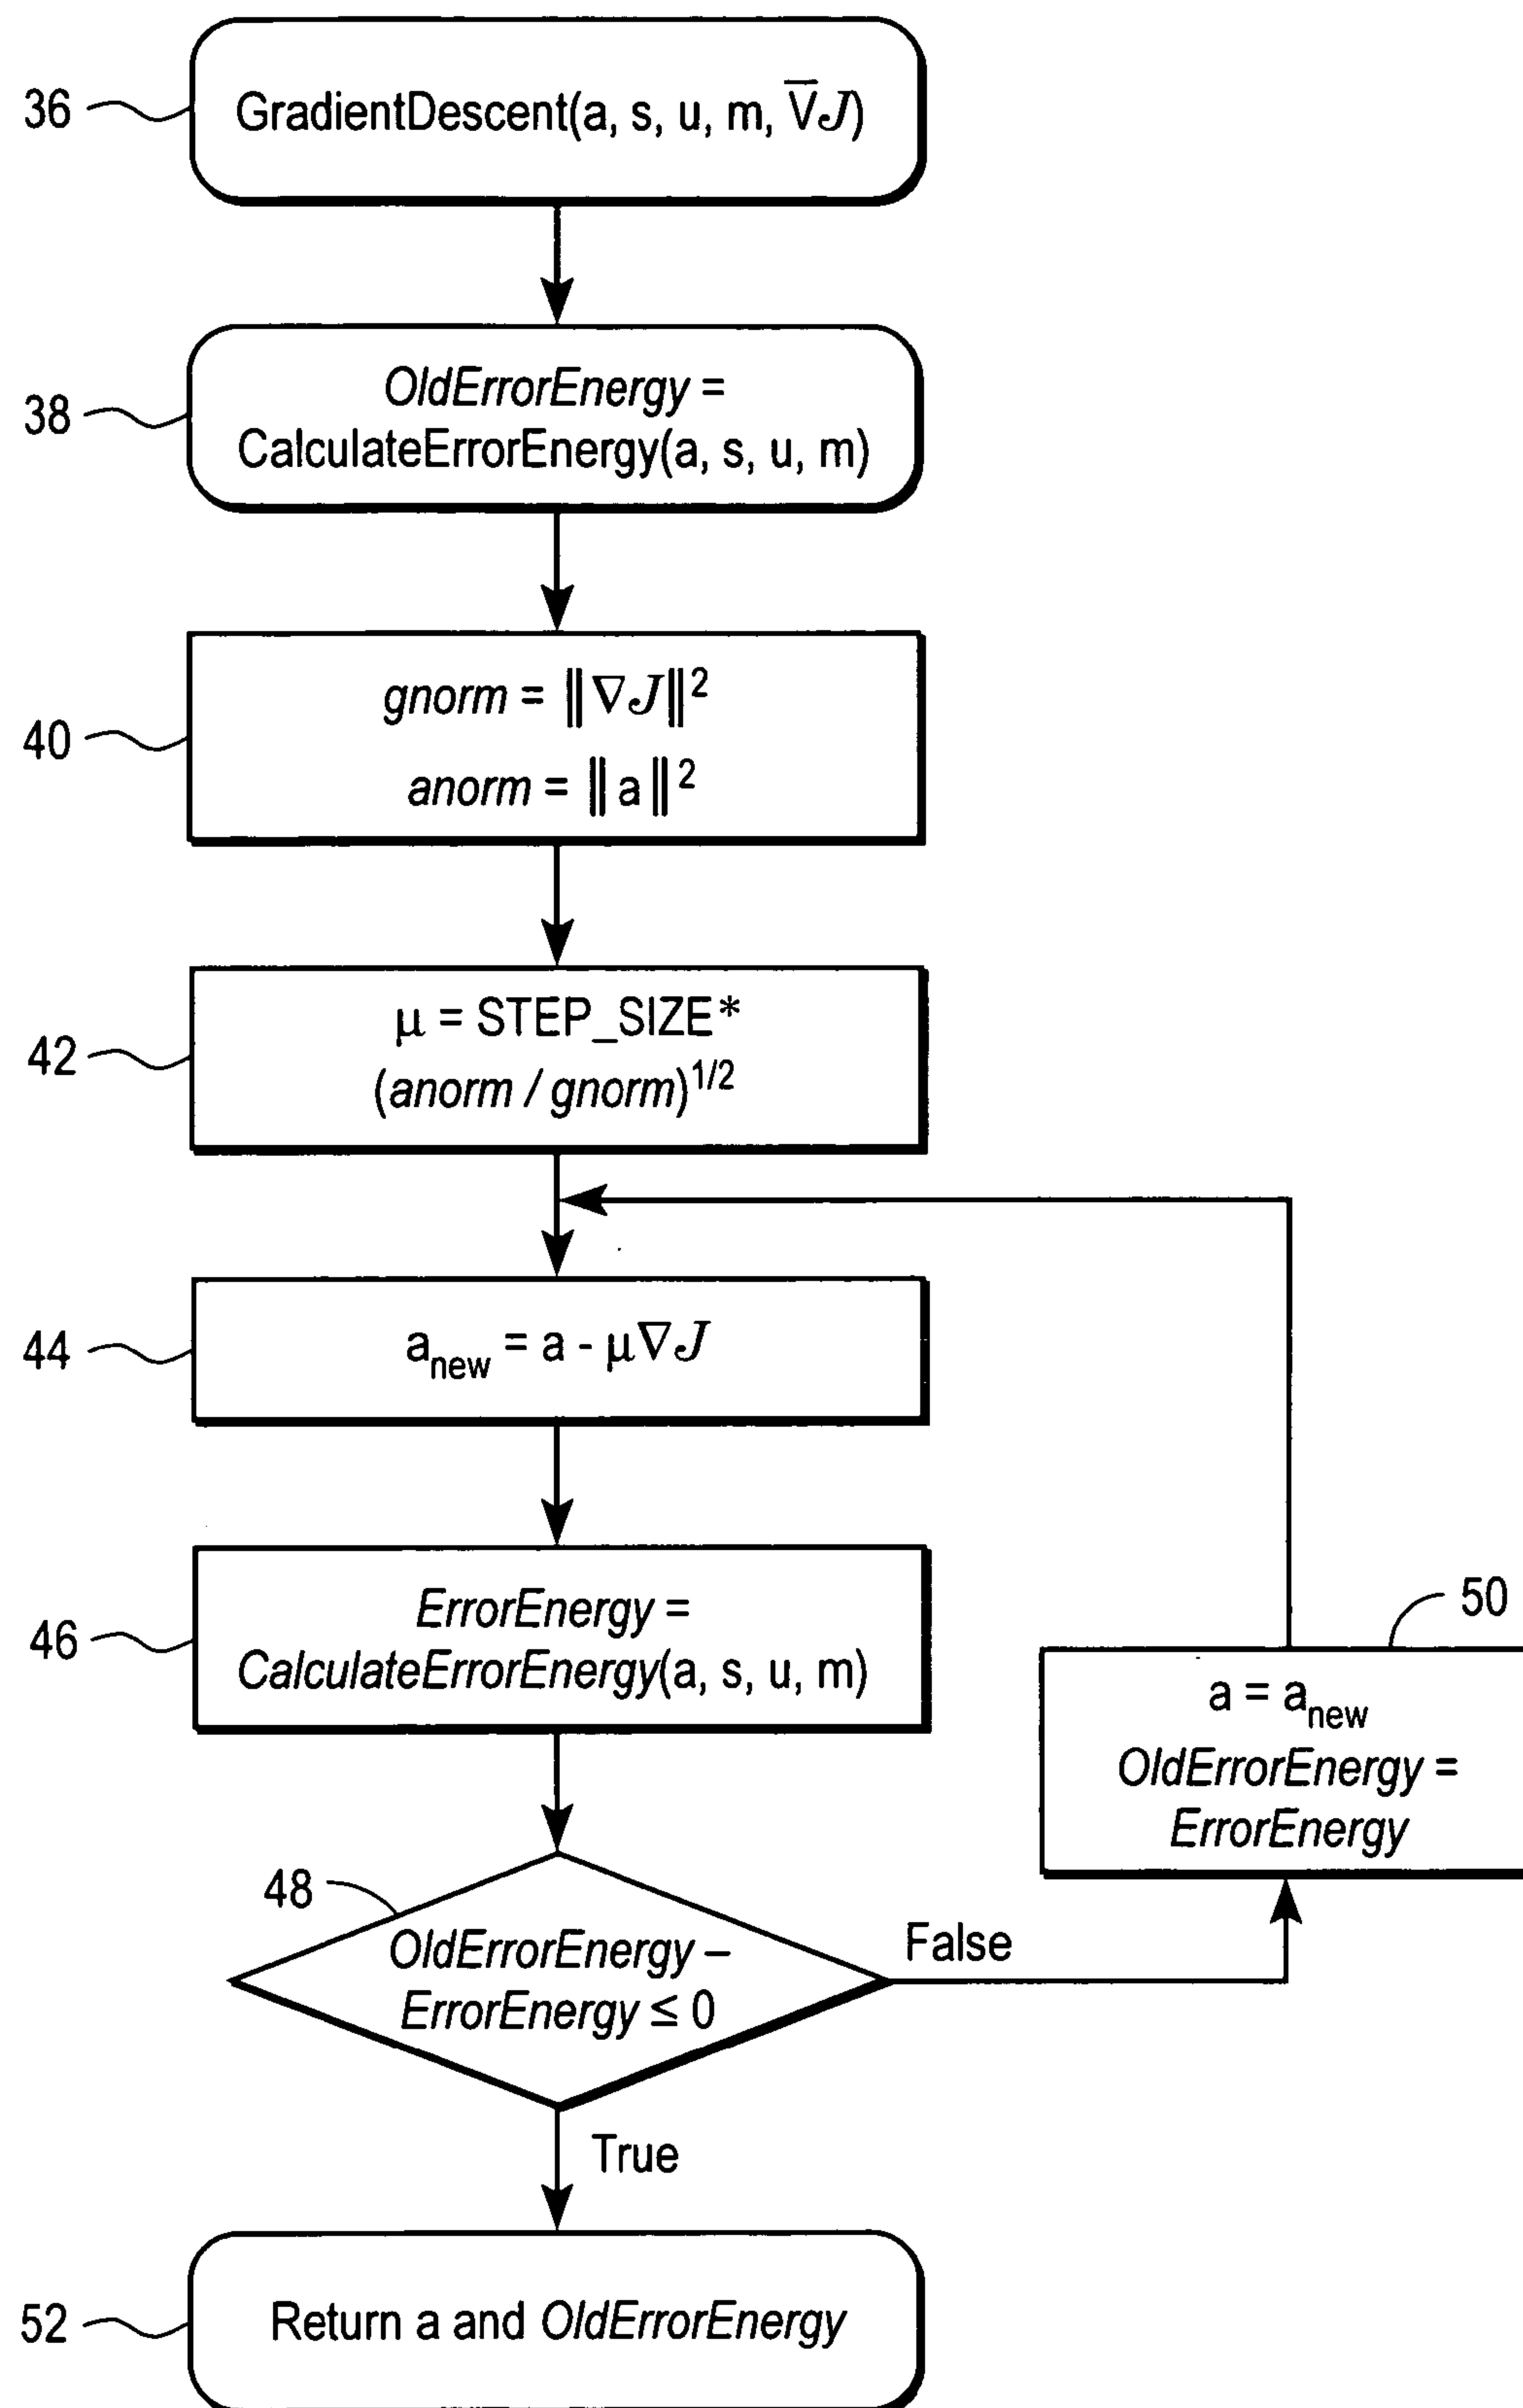 36
GradientDescent(a, s, u, m, V̅J)
38
OldErrorEnergy =
CalculateErrorEnergy(a, s, u, m)
40
gnorm = ‖∇J‖²
anorm = ‖a‖²
42
μ = STEP_SIZE*
(anorm / gnorm)^1/2
44
a_new = a - μ∇J
46
ErrorEnergy =
CalculateErrorEnergy(a, s, u, m)
50
a = a_new
OldErrorEnergy =
ErrorEnergy
48
OldErrorEnergy –
ErrorEnergy ≤ 0
False
True
52
Return a and OldErrorEnergy